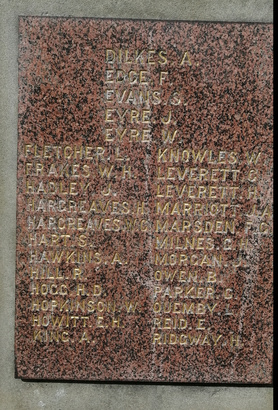 DILKES A.
EDGE F.
EVANS. S.
EYRE. J.
EYRE. W.
FLETCHER. L.
FRAKES W. H.
HADLEY J.
HARGREAVES. H.
HARGREAVES
HART. S.
HAWKINS. A.
HILL. R.
HOGG. H. D.
HOPKINSON. W.
HOWITT. E. H.
KING. A.
KNOWLES W.
LEVERETT
LEVERETT
MARRIOTT
MARSDEN
MILNES.
MORGAN.
OWEN. B.
PARKER.
QUEMBY
REID. E.
RIDGWAY. H.